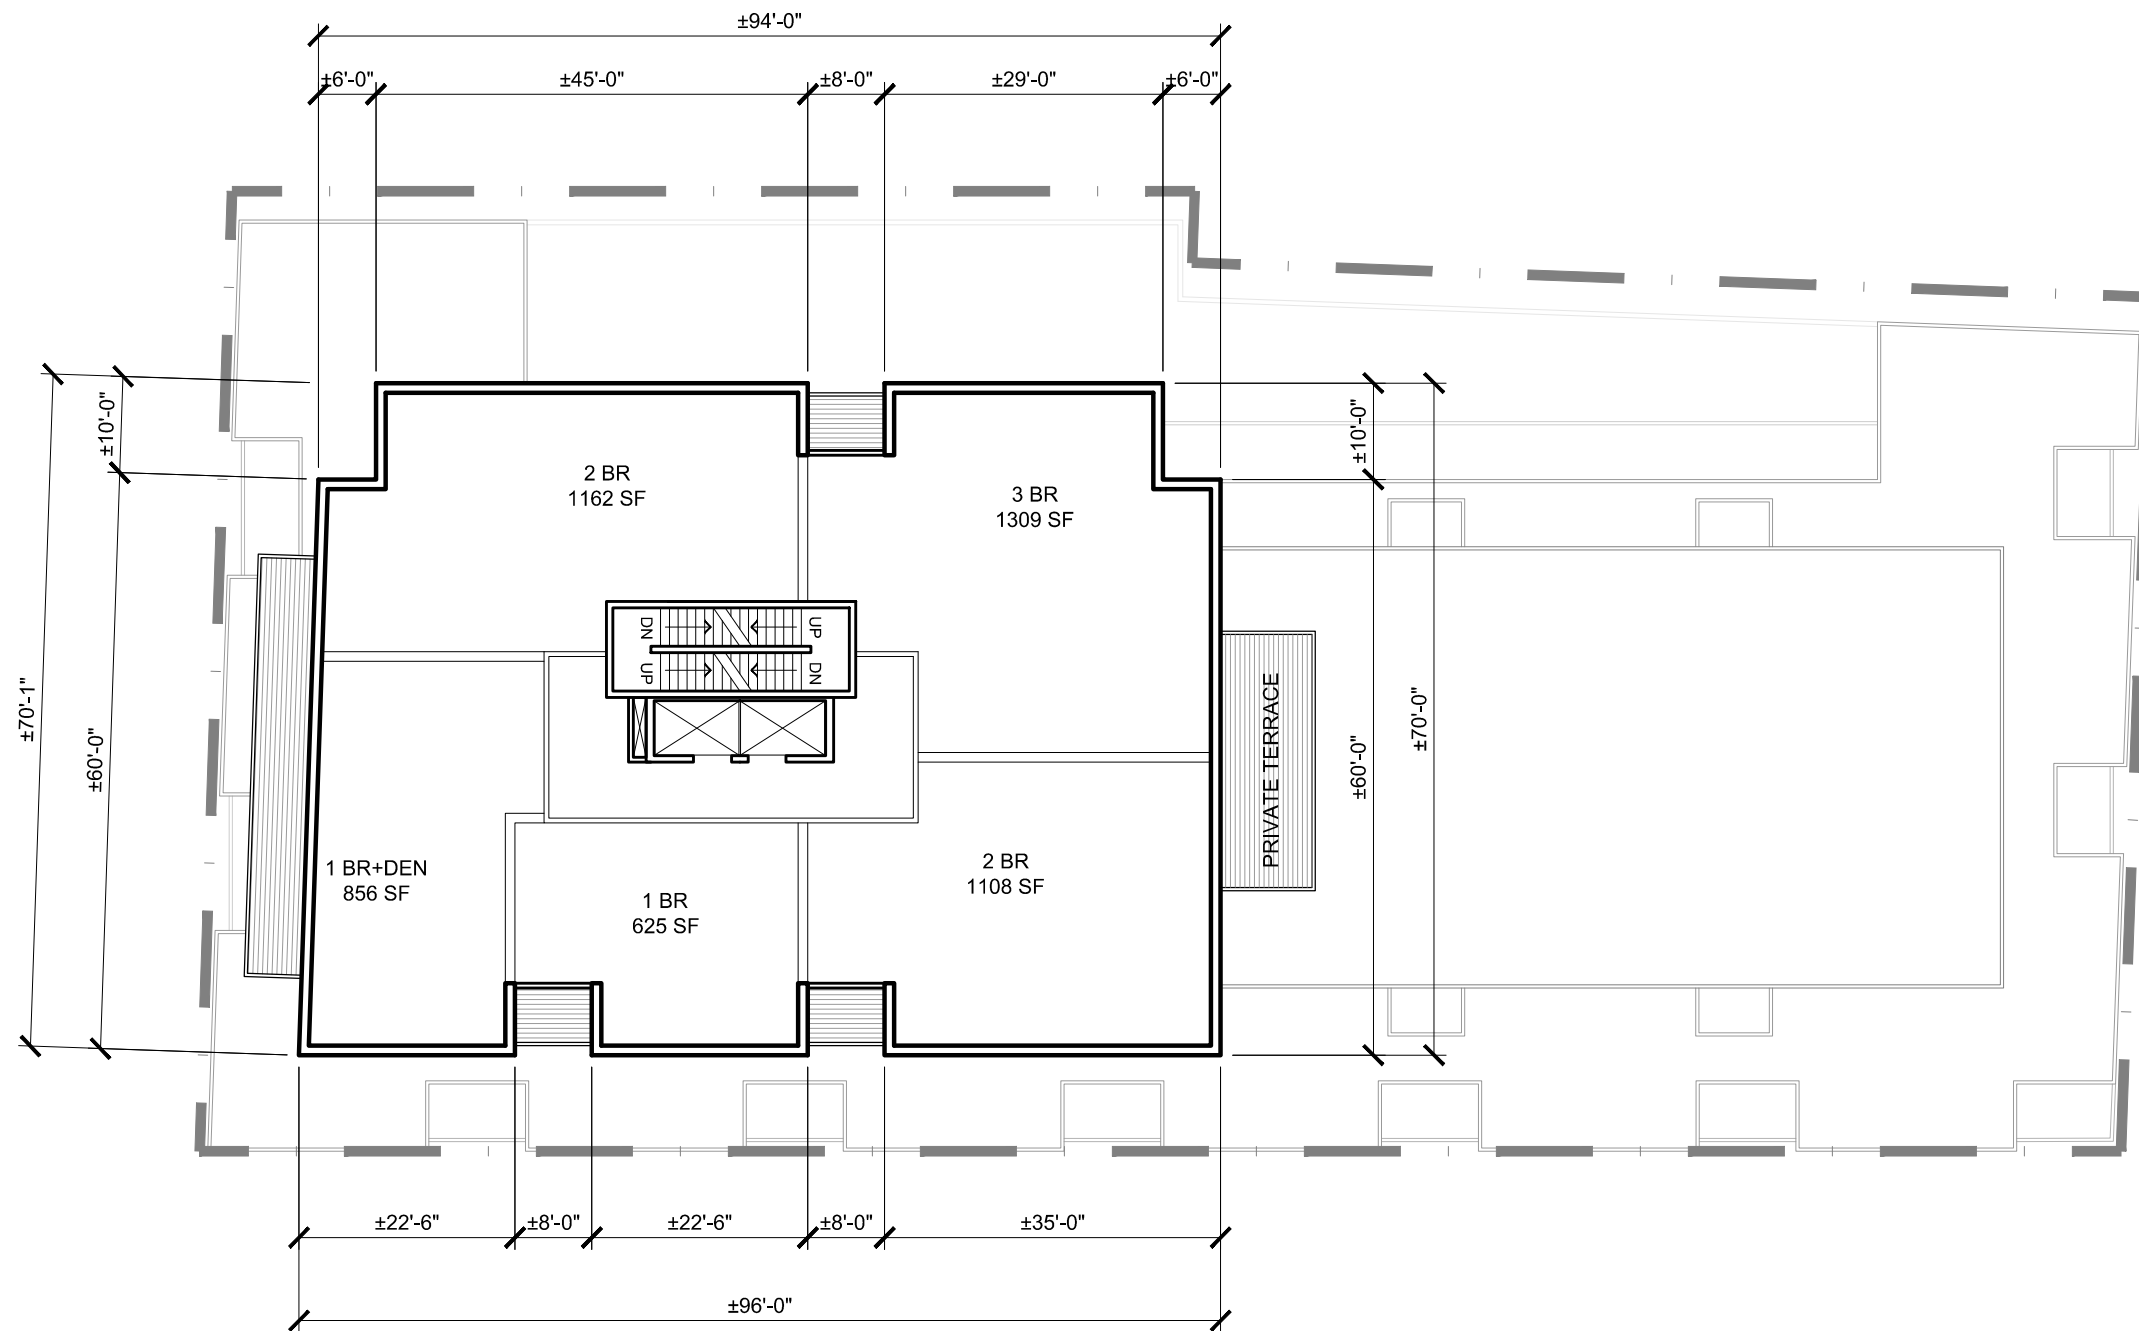 ±94'-0"
±6'-0"
±45'-0"
±8'-0"
±29'-0"
±6'-0"
±10'-0"
±10'-0"
2 BR
1162 SF
3 BR
1309 SF
DN
UP
UP
DN
±70'-1"
±60'-0"
PRIVATE TERRACE
±60'-0"
±70'-0"
1 BR+DEN
856 SF
1 BR
625 SF
2 BR
1108 SF
±22'-6"
±8'-0"
±22'-6"
±8'-0"
±35'-0"
±96'-0"